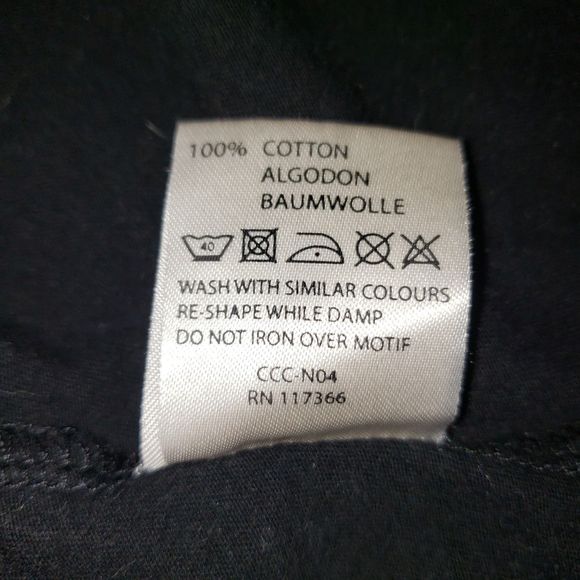 100% COTTON
ALGODON
BAUMWOLLE
40
WASH WITH SIMILAR COLOURS
RE-SHAPE WHILE DAMP
DO NOT IRON OVER MOTIF
CCC-N04
RN 117366